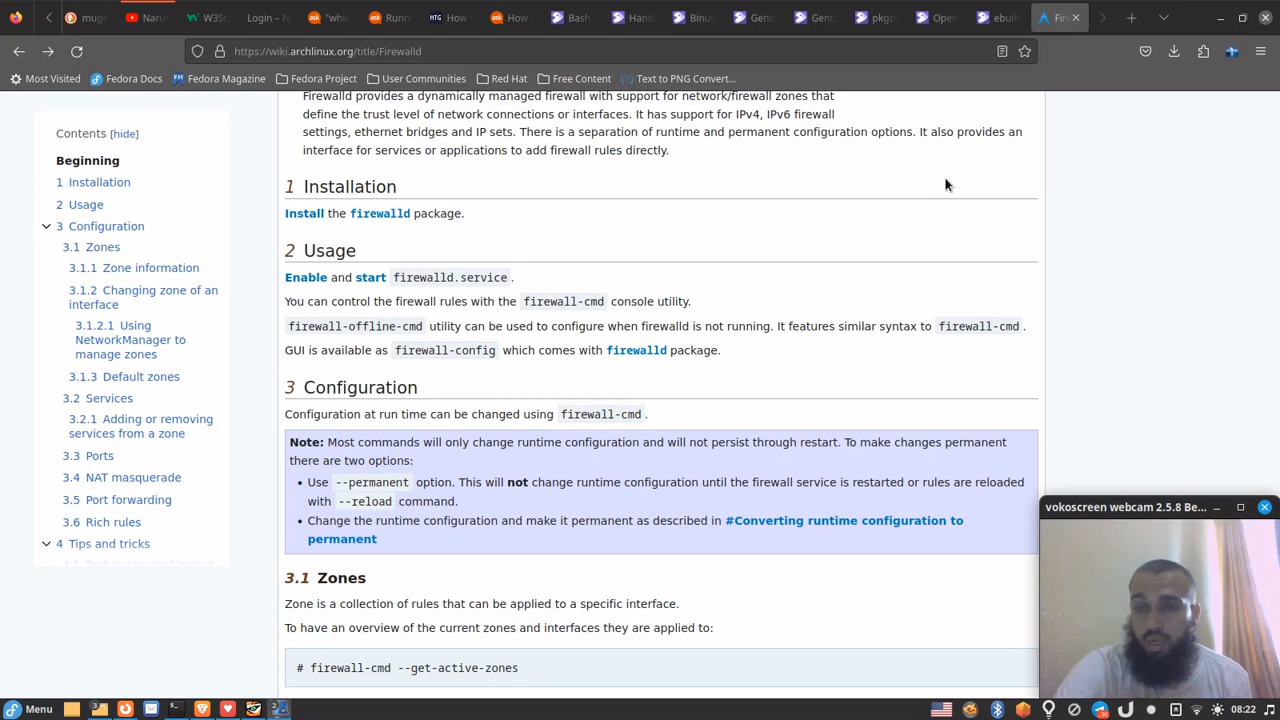 muga
Naru
W3Sc
Login – N
"whic
Runn
How
How
Bash
Handl
Binut
Gento
Gento
pkgco
Open
ebuil
Fir
https://wiki.archlinux.org/title/Firewalld
Most Visited
Fedora Docs
Fedora Magazine
Fedora Project
User Communities
Red Hat
Free Content
Text to PNG Convert...
Contents [hide]
Beginning
1 Installation
2 Usage
3 Configuration
3.1 Zones
3.1.1 Zone information
3.1.2 Changing zone of an
interface
3.1.2.1 Using
NetworkManager to
manage zones
3.1.3 Default zones
3.2 Services
3.2.1 Adding or removing
services from a zone
3.3 Ports
3.4 NAT masquerade
3.5 Port forwarding
3.6 Rich rules
4 Tips and tricks
Firewalld provides a dynamically managed firewall with support for network/firewall zones that
define the trust level of network connections or interfaces. It has support for IPv4, IPv6 firewall
settings, ethernet bridges and IP sets. There is a separation of runtime and permanent configuration options. It also provides an
interface for services or applications to add firewall rules directly.
1 Installation
Install the firewalld package.
2 Usage
Enable and start firewalld.service.
You can control the firewall rules with the firewall-cmd console utility.
firewall-offline-cmd utility can be used to configure when firewalld is not running. It features similar syntax to firewall-cmd.
GUI is available as firewall-config which comes with firewalld package.
3 Configuration
Configuration at run time can be changed using firewall-cmd.
Note: Most commands will only change runtime configuration and will not persist through restart. To make changes permanent
there are two options:
• Use --permanent option. This will not change runtime configuration until the firewall service is restarted or rules are reloaded
with --reload command.
• Change the runtime configuration and make it permanent as described in #Converting runtime configuration to
permanent
3.1 Zones
Zone is a collection of rules that can be applied to a specific interface.
To have an overview of the current zones and interfaces they are applied to:
# firewall-cmd --get-active-zones
vokoscreen webcam 2.5.8 Be...
Menu
08:22